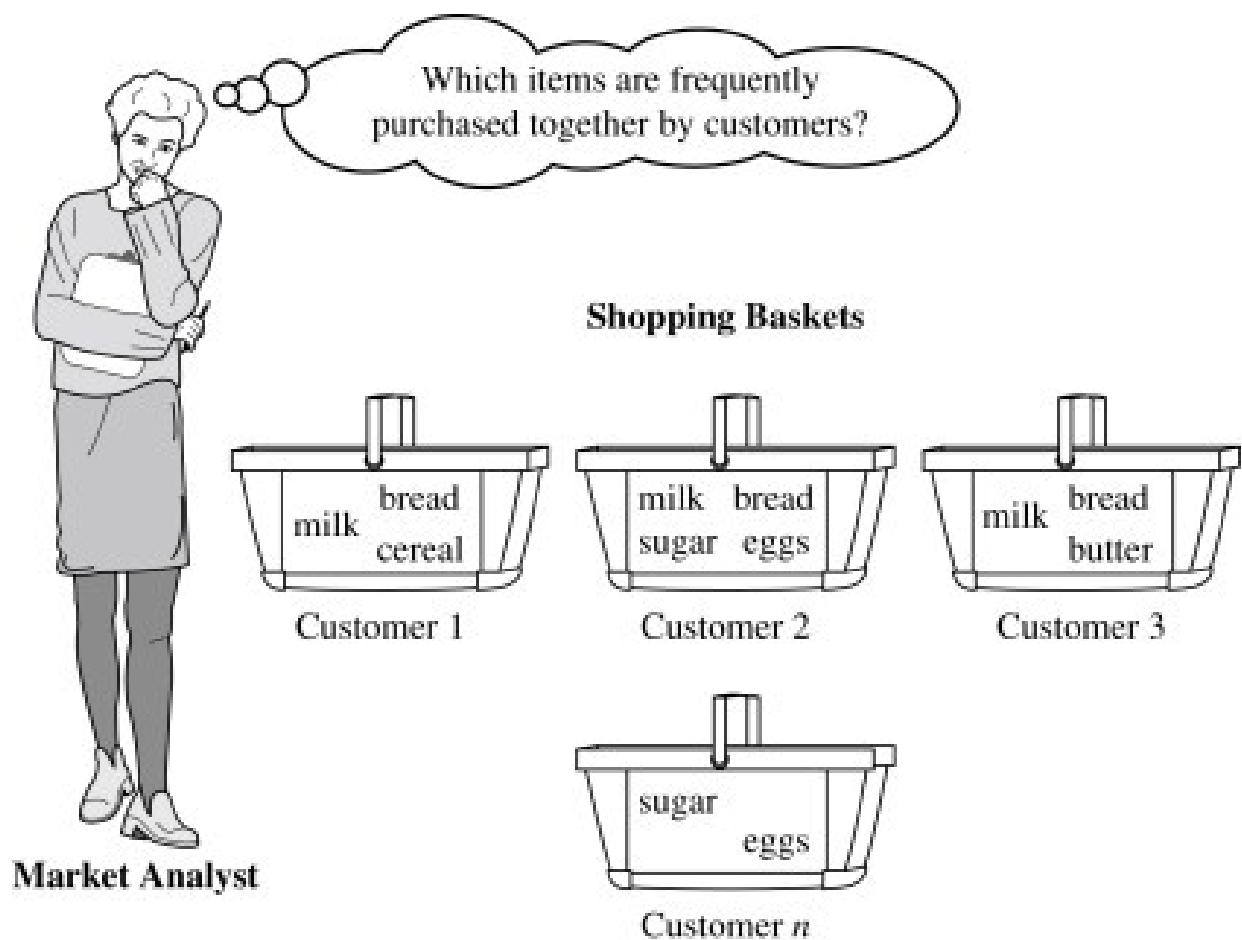 Which items are frequently
purchased together by customers?
Shopping Baskets
milk
bread
cereal
Customer 1
milk bread
sugar eggs
Customer 2
milk
bread
butter
Customer 3
sugar
eggs
Customer n
Market Analyst